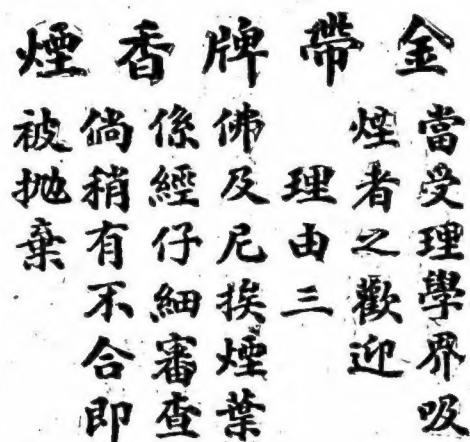 金帶牌香煙
當受理學界吸
煙者之歡迎
理由三
佛及尼挨煙葉
係經仔細審查
倘稍有不合即
被拋棄